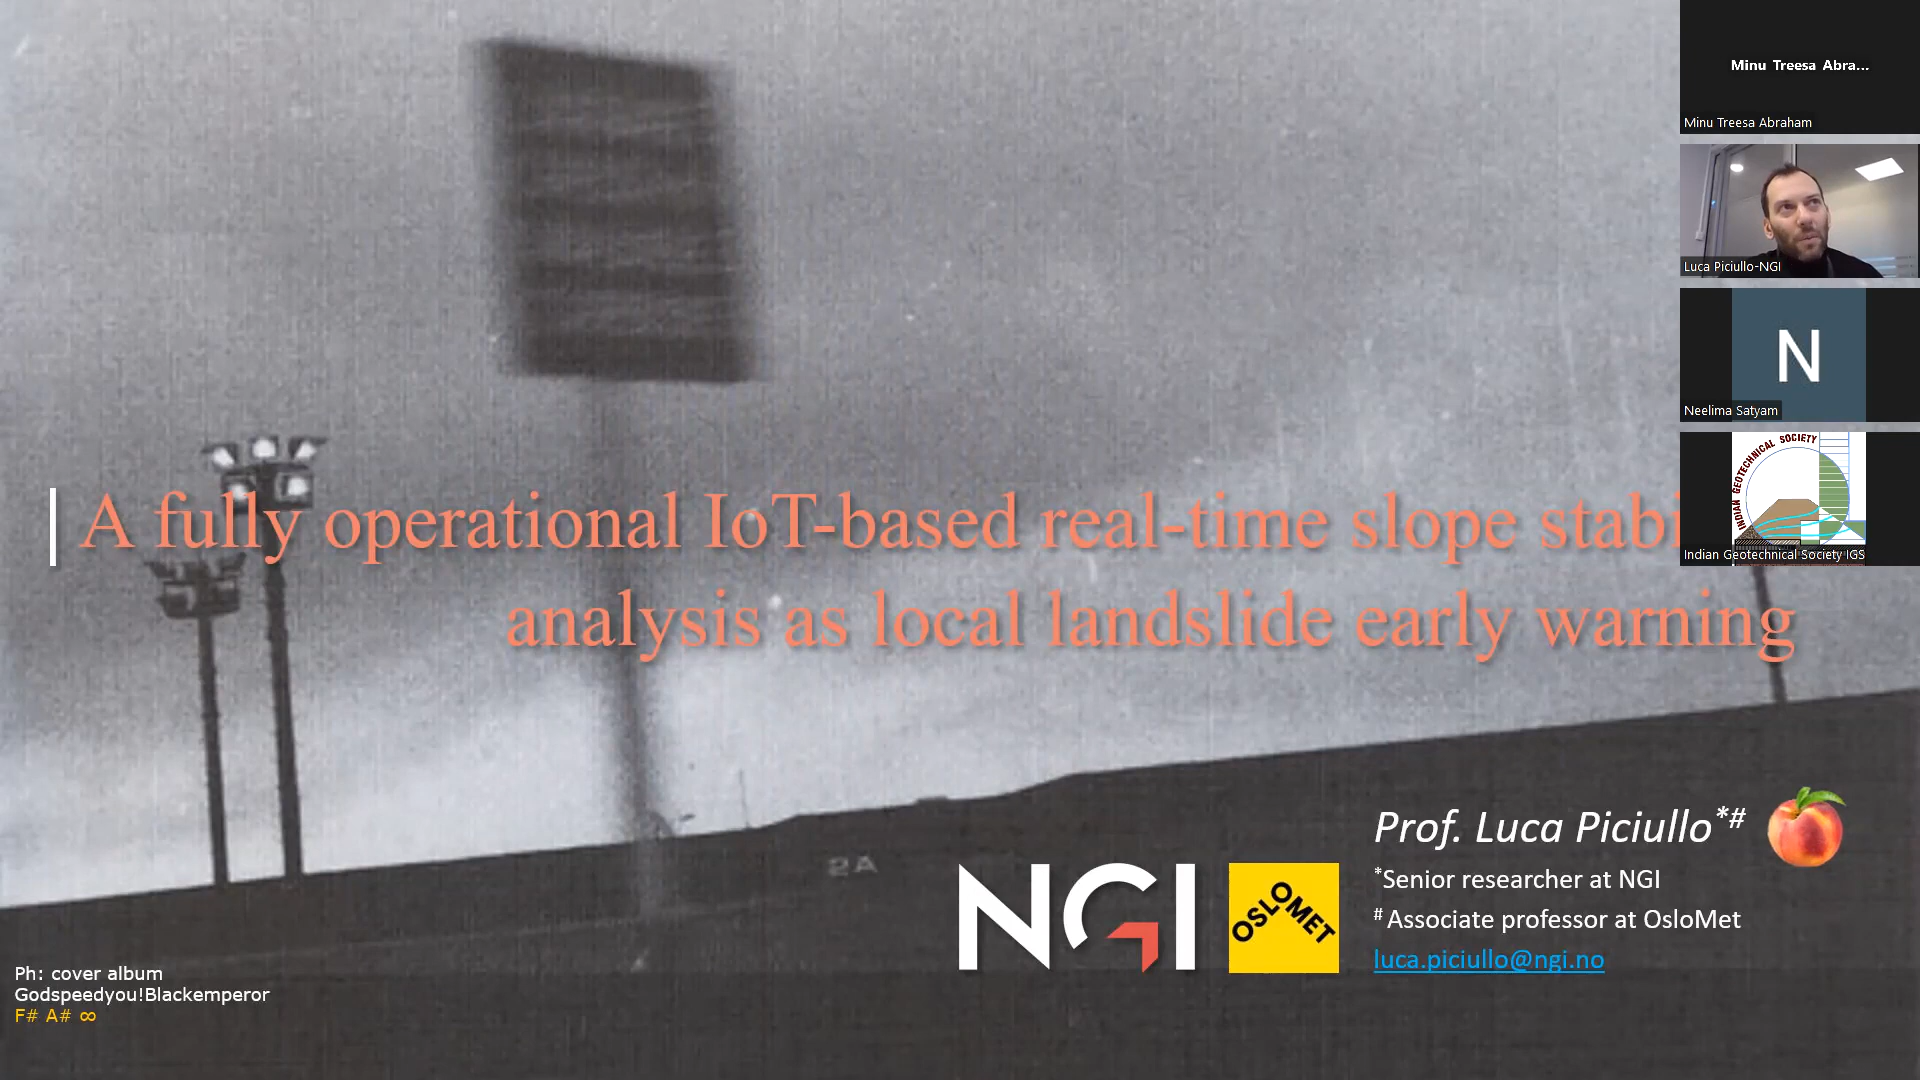 A fully operational IoT-based real-time slope stabi
analysis as local landslide early warning
2A
Prof. Luca Piciullo*#
*Senior researcher at NGI
# Associate professor at OsloMet
luca.piciullo@ngi.no
NGI
OSLOMET
Ph: cover album
Godspeedyou!Blackemperor
F# A# ∞
Minu Treesa Abra...
Minu Treesa Abraham
Luca Piciullo-NGI
N
Neelima Satyam
INDIAN GEOTECHNICAL SOCIETY
Indian Geotechnical Society IGS